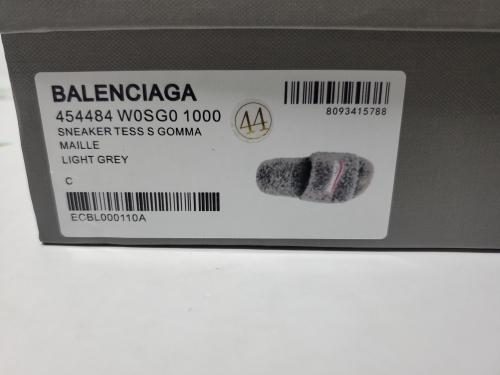 BALENCIAGA
454484 W0SG0 1000
SNEAKER TESS S GOMMA
MAILLE
LIGHT GREY
C
ECBL000110A
44
8093415788